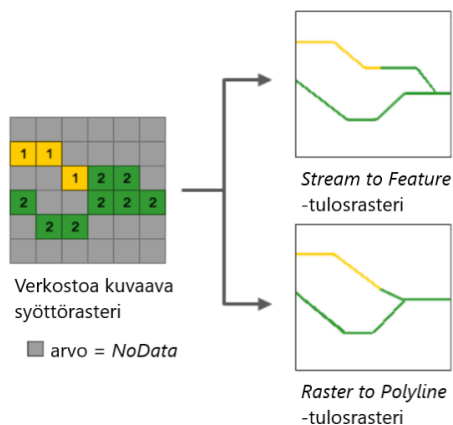 1 1
1 2 2
2 2 2 2
2 2
Verkostoa kuvaava
syöttörasteri
arvo = NoData
Stream to Feature
-tulosrasteri
Raster to Polyline
-tulosrasteri